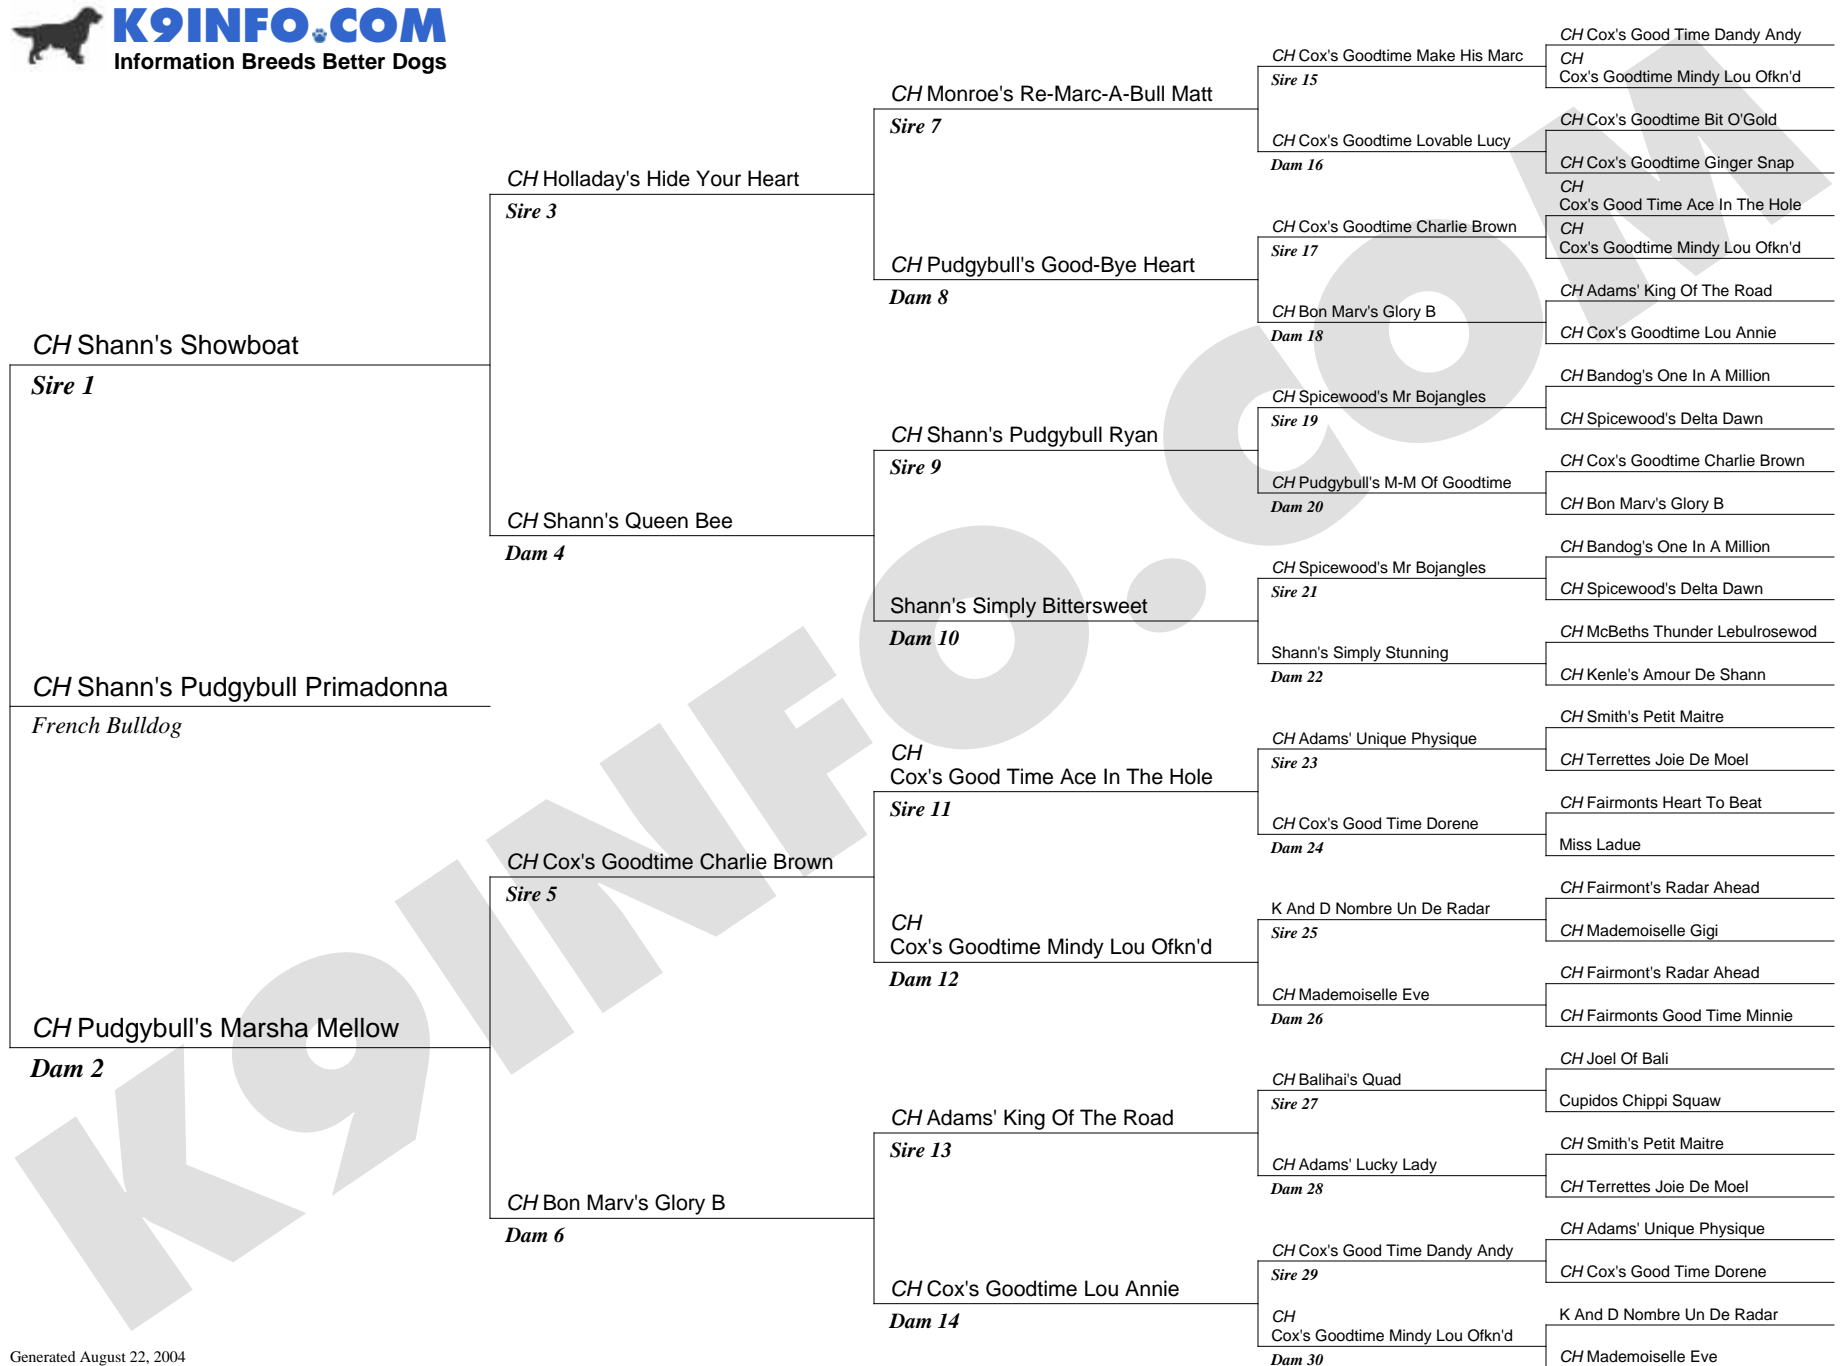 K9INFO.COM
Information Breeds Better Dogs
CH Shann's Showboat
Sire 1
CH Shann's Pudgybull Primadonna
French Bulldog
CH Pudgybull's Marsha Mellow
Dam 2
CH Holladay's Hide Your Heart
Sire 3
CH Shann's Queen Bee
Dam 4
CH Cox's Goodtime Charlie Brown
Sire 5
CH Bon Marv's Glory B
Dam 6
CH Monroe's Re-Marc-A-Bull Matt
Sire 7
CH Pudgybull's Good-Bye Heart
Dam 8
CH Shann's Pudgybull Ryan
Sire 9
Shann's Simply Bittersweet
Dam 10
CH
Cox's Good Time Ace In The Hole
Sire 11
CH
Cox's Goodtime Mindy Lou Ofkn'd
Dam 12
CH Adams' King Of The Road
Sire 13
CH Cox's Goodtime Lou Annie
Dam 14
CH Cox's Goodtime Make His Marc
Sire 15
CH Cox's Goodtime Lovable Lucy
Dam 16
CH Cox's Goodtime Charlie Brown
Sire 17
CH Bon Marv's Glory B
Dam 18
CH Spicewood's Mr Bojangles
Sire 19
CH Pudgybull's M-M Of Goodtime
Dam 20
CH Spicewood's Mr Bojangles
Sire 21
Shann's Simply Stunning
Dam 22
CH Adams' Unique Physique
Sire 23
CH Cox's Good Time Dorene
Dam 24
K And D Nombre Un De Radar
Sire 25
CH Mademoiselle Eve
Dam 26
CH Balihai's Quad
Sire 27
CH Adams' Lucky Lady
Dam 28
CH Cox's Good Time Dandy Andy
Sire 29
CH
Cox's Goodtime Mindy Lou Ofkn'd
Dam 30
CH Cox's Good Time Dandy Andy
CH
Cox's Goodtime Mindy Lou Ofkn'd
CH Cox's Goodtime Bit O'Gold
CH Cox's Goodtime Ginger Snap
CH
Cox's Good Time Ace In The Hole
CH
Cox's Goodtime Mindy Lou Ofkn'd
CH Adams' King Of The Road
CH Cox's Goodtime Lou Annie
CH Bandog's One In A Million
CH Spicewood's Delta Dawn
CH Cox's Goodtime Charlie Brown
CH Bon Marv's Glory B
CH Bandog's One In A Million
CH Spicewood's Delta Dawn
CH McBeths Thunder Lebulrosewod
CH Kenle's Amour De Shann
CH Smith's Petit Maitre
CH Terrettes Joie De Moel
CH Fairmonts Heart To Beat
Miss Ladue
CH Fairmont's Radar Ahead
CH Mademoiselle Gigi
CH Fairmont's Radar Ahead
CH Fairmonts Good Time Minnie
CH Joel Of Bali
Cupidos Chippi Squaw
CH Smith's Petit Maitre
CH Terrettes Joie De Moel
CH Adams' Unique Physique
CH Cox's Good Time Dorene
K And D Nombre Un De Radar
CH Mademoiselle Eve
K9INFO.COM
Generated August 22, 2004